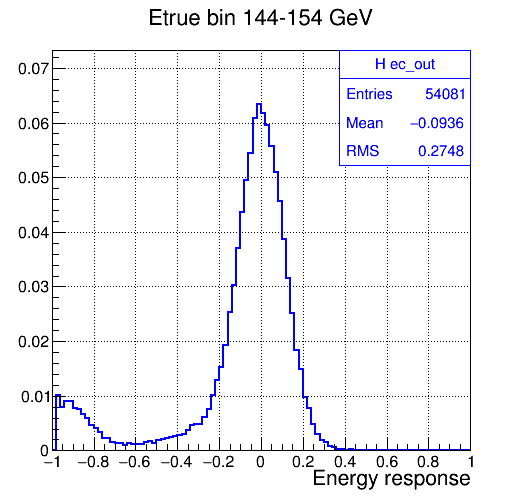 Etrue bin 144-154 GeV
H ec_out
Entries 54081
Mean −0.0936
RMS 0.2748
0.07
0.06
0.05
0.04
0.03
0.02
0.01
0
−1 −0.8 −0.6 −0.4 −0.2 0 0.2 0.4 0.6 0.8 1
Energy response